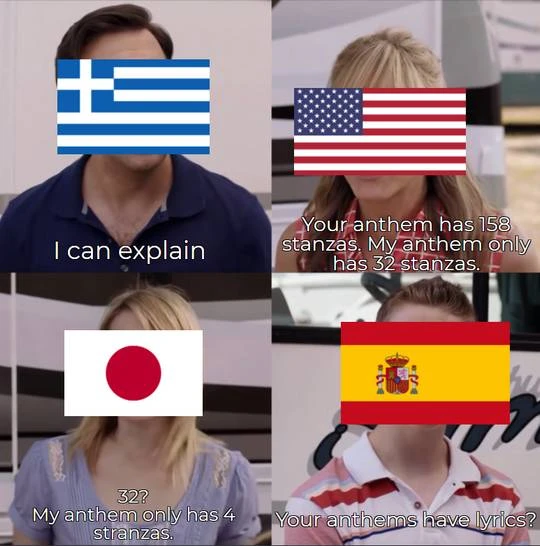 I can explain
Your anthem has 158
stanzas. My anthem only
has 32 stanzas.
32?
My anthem only has 4
stranzas.
Your anthems have lyrics?